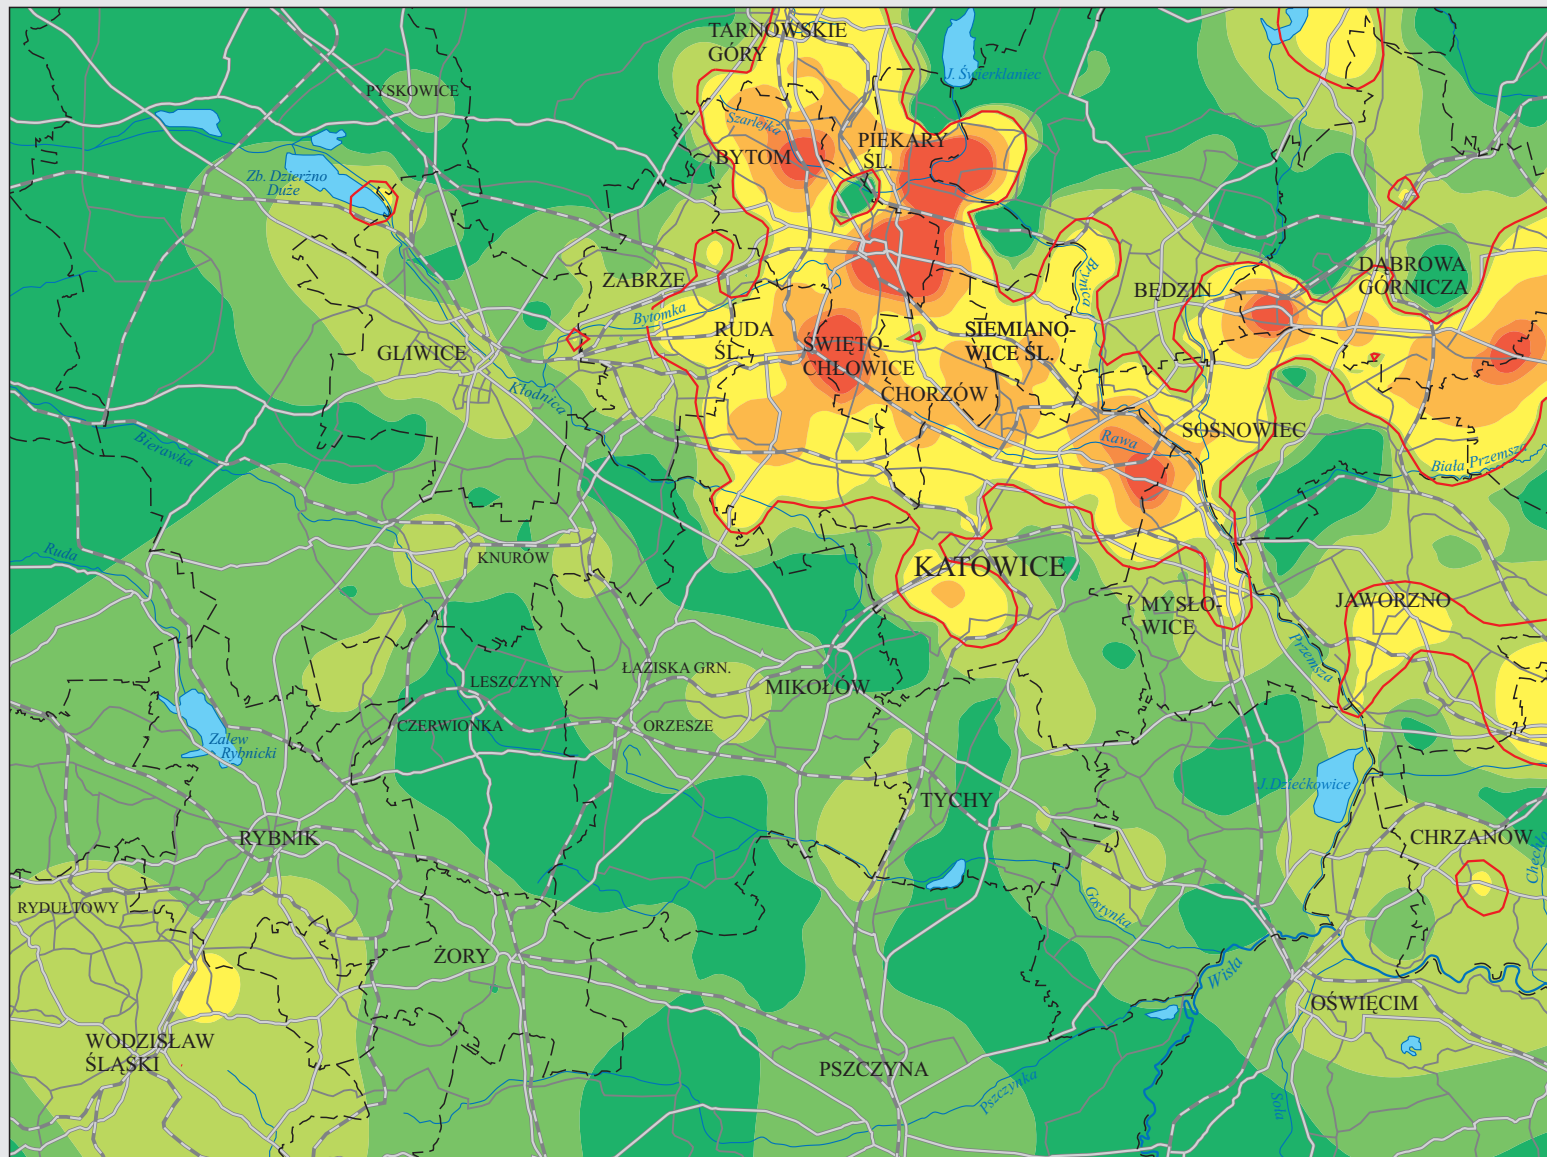 TARNOWSKIE
GÓRY
J. Świerklaniec
PYSKOWICE
Szarlejka
PIEKARY
ŚL.
BYTOM
Zb. Dzierżno
Duże
ZABRZE
Brynica
BĘDZIN
DĄBROWA
GÓRNICZA
Bytomka
RUDA
ŚL.
ŚWIĘTO-
CHŁOWICE
SIEMIANO-
WICE ŚL.
GLIWICE
Kłodnica
CHORZÓW
Rawa
SOSNOWIEC
Bierawka
Biała Przemsza
Ruda
KNURÓW
KATOWICE
MYSŁO-
WICE
JAWORZNO
Przemsza
ŁAZISKA GRN.
LESZCZYNY
MIKOŁÓW
CZERWIONKA
ORZESZE
Zalew
Rybnicki
TYCHY
J.Dziećkowice
RYBNIK
CHRZANÓW
Chechło
RYDUŁTOWY
Gostynka
ŻORY
Wisła
OŚWIĘCIM
WODZISŁAW
ŚLĄSKI
PSZCZYNA
Pszczynka
Soła